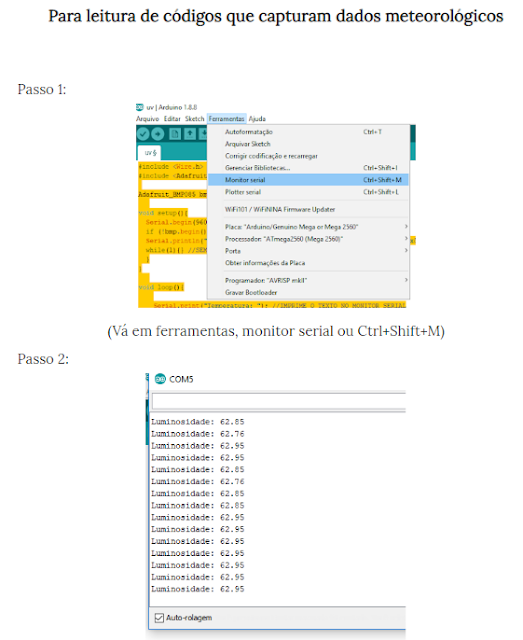 Para leitura de códigos que capturam dados meteorológicos
Passo 1:
uv | Arduino 1.8.8
Arquivo Editar Sketch Ferramentas Ajuda
Autoformatação Ctrl+T
Arquivar Sketch
Corrigir codificação e recarregar
Gerenciar Bibliotecas... Ctrl+Shift+I
Monitor serial Ctrl+Shift+M
Plotter serial Ctrl+Shift+L
WiFi101 / WiFiNINA Firmware Updater
Placa: "Arduino/Genuino Mega or Mega 2560"
Processador: "ATmega2560 (Mega 2560)"
Porta
Obter informações da Placa
Programador: "AVRISP mkII"
Gravar Bootloader
uv §
#include <Wire.h>
#include <Adafruit
Adafruit_BMP085 bm
void setup(){
Serial.begin(960
if (!bmp.begin()
Serial.println("
while(1){} //SEN
}
}
void loop(){
Serial.print("Temperatura: "); //IMPRIME O TEXTO NO MONITOR SERIAL
(Vá em ferramentas, monitor serial ou Ctrl+Shift+M)
Passo 2:
COM5
Luminosidade: 62.85
Luminosidade: 62.76
Luminosidade: 62.95
Luminosidade: 62.95
Luminosidade: 62.85
Luminosidade: 62.76
Luminosidade: 62.85
Luminosidade: 62.85
Luminosidade: 62.95
Luminosidade: 62.95
Luminosidade: 62.95
Luminosidade: 62.95
Luminosidade: 62.95
Luminosidade: 62.85
Luminosidade: 62.95
Auto-rolagem